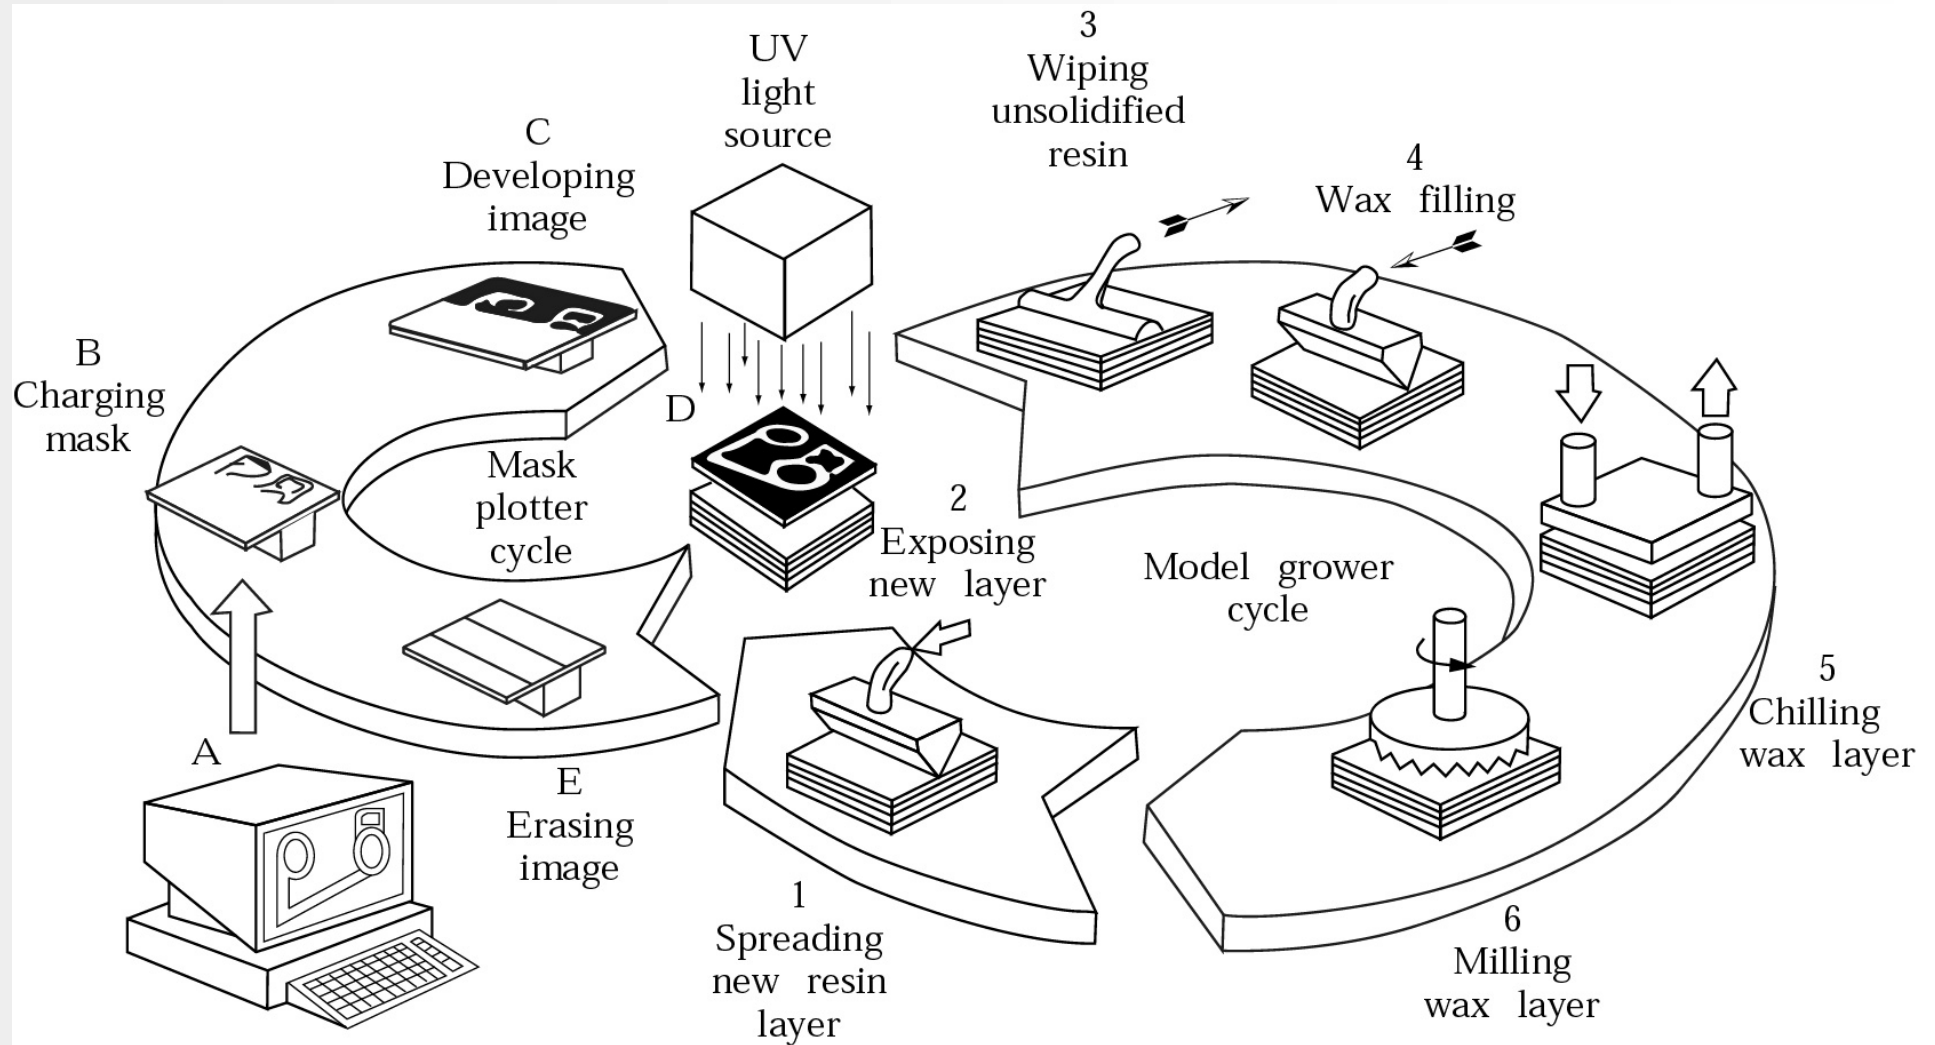 UV
light
source
3
Wiping
unsolidified
resin
4
Wax filling
C
Developing
image
B
Charging
mask
D
Mask
plotter
cycle
2
Exposing
new layer
Model grower
cycle
5
Chilling
wax layer
A
E
Erasing
image
1
Spreading
new resin
layer
6
Milling
wax layer